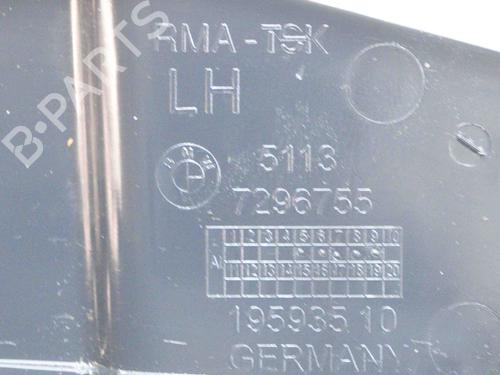 RMA-TSK
LH
B-PARTS
BMW
5113
7296755
1 2 3 4 5 6 7 8 9 10
A
11 12 13 14 15 16 17 18 19 20
195935 10
GERMANY